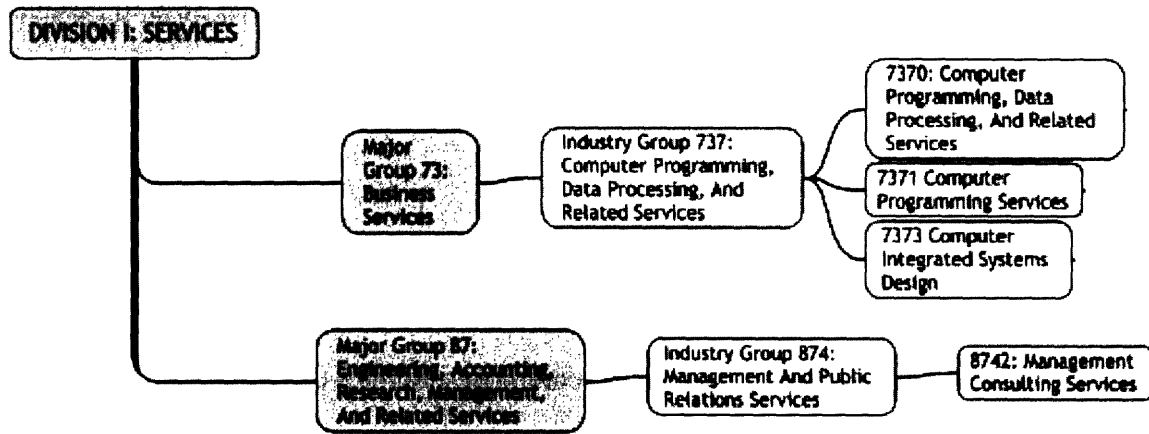 DIVISION I: SERVICES
Major
Group 73:
Business
Services
Industry Group 737:
Computer Programming,
Data Processing, And
Related Services
7370: Computer
Programming, Data
Processing, And Related
Services
7371 Computer
Programming Services
7373 Computer
Integrated Systems
Design
Major Group 87:
Engineering, Accounting,
Research, Management,
And Related Services
Industry Group 874:
Management And Public
Relations Services
8742: Management
Consulting Services